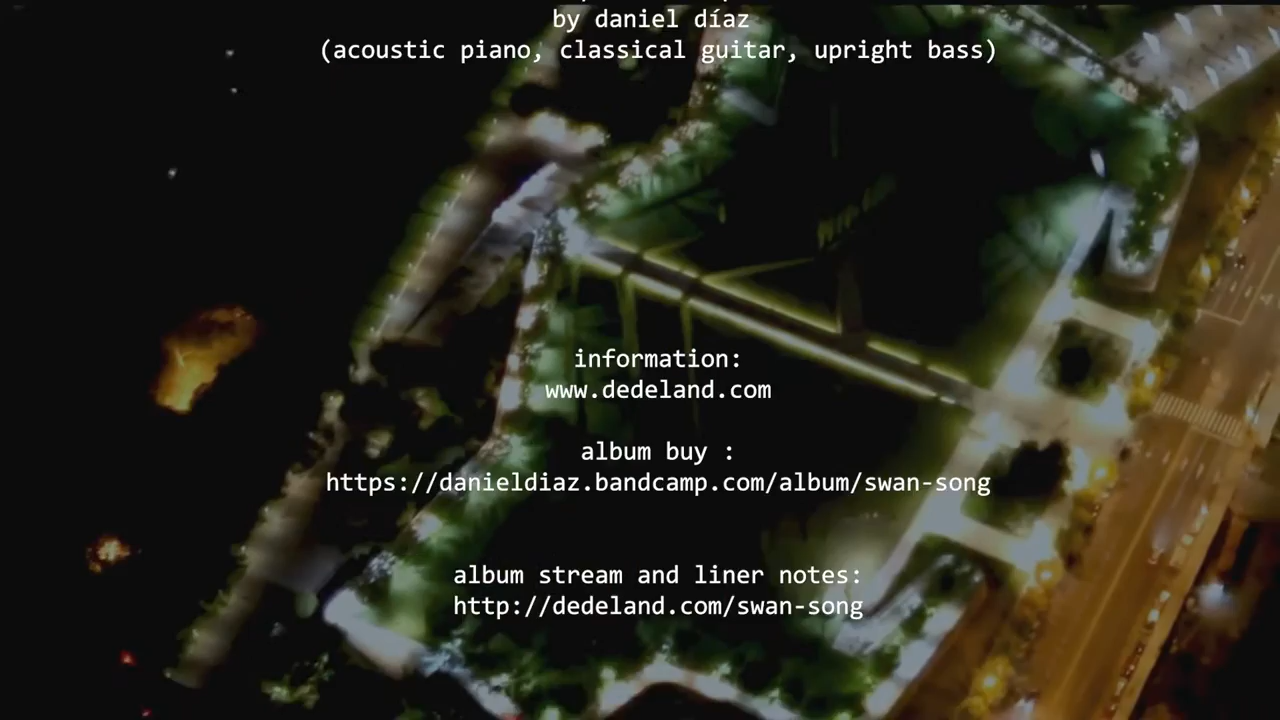 by daniel díaz
(acoustic piano, classical guitar, upright bass)
information:
www.dedeland.com
album buy :
https://danieldiaz.bandcamp.com/album/swan-song
album stream and liner notes:
http://dedeland.com/swan-song